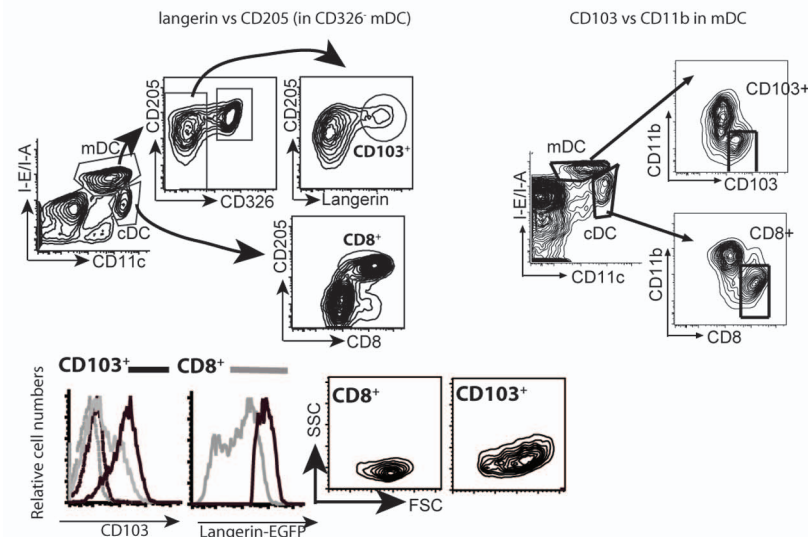 langerin vs CD205 (in CD326⁻ mDC)
CD103 vs CD11b in mDC
I-E/I-A
mDC
cDC
CD11c
CD205
CD326
CD205
CD103⁺
Langerin
CD205
CD8⁺
CD8
I-E/I-A
mDC
cDC
CD11c
CD11b
CD103+
CD103
CD11b
CD8+
CD8
CD103⁺
CD8⁺
Relative cell numbers
CD103
Langerin-EGFP
SSC
CD8⁺
FSC
CD103⁺